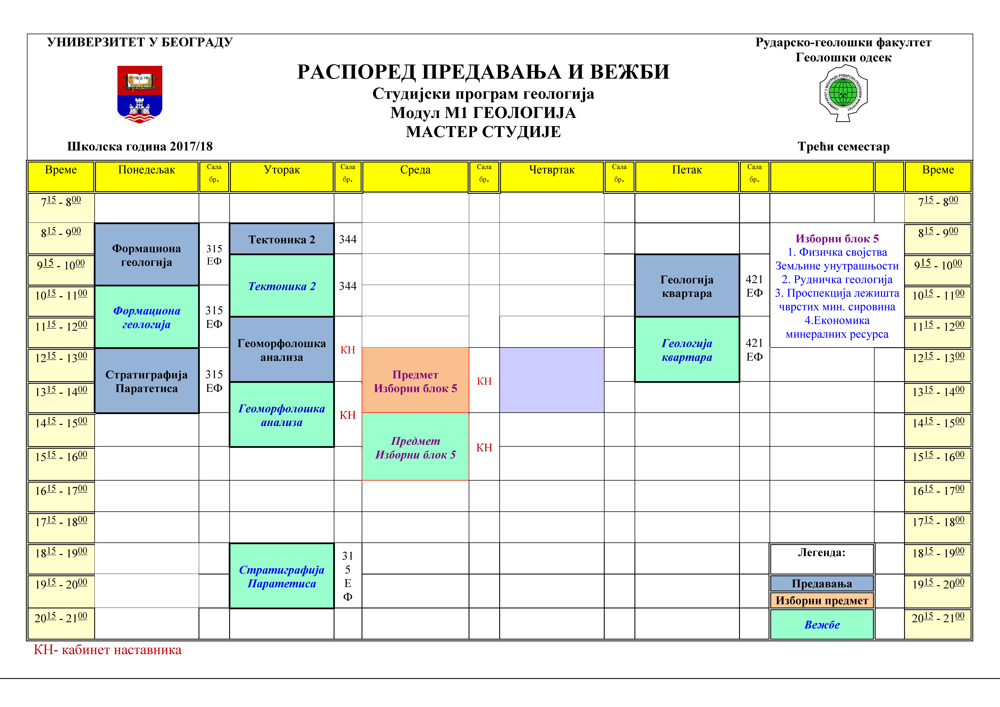 УНИВЕРЗИТЕТ У БЕОГРАДУ
Рударско-геолошки факултет
Геолошки одсек
УНИВЕРЗИТЕТ У БЕОГРАДУ-РУДАРСКО-ГЕОЛОШКИ ФАКУЛТЕТ
РАСПОРЕД ПРЕДАВАЊА И ВЕЖБИ
Студијски програм геологија
Модул М1 ГЕОЛОГИЈА
МАСТЕР СТУДИЈЕ
Школска година 2017/18
Трећи семестар
Време Понедељак Сала бр. Уторак Сала бр. Среда Сала бр. Четвртак Сала бр. Петак Сала бр. Време
7 15 - 8 00
7 15 - 8 00
8 15 - 9 00
Формациона
геологија
315
ЕФ
Тектоника 2
344
Изборни блок 5
1. Физичка својства
Земљине унутрашњости
2. Рудничка геологија
3. Проспекција лежишта
чврстих мин. сировина
4.Економика
минералних ресурса
8 15 - 9 00
9 15 - 10 00
Тектоника 2
344
Геологија
квартара
421
ЕФ
9 15 - 10 00
10 15 - 11 00
Формациона
геологија
315
ЕФ
10 15 - 11 00
11 15 - 12 00
Геоморфолошка
анализа
КН
Геологија
квартара
421
ЕФ
11 15 - 12 00
12 15 - 13 00
Стратиграфија
Паратетиса
315
ЕФ
Предмет
Изборни блок 5
КН
12 15 - 13 00
13 15 - 14 00
Геоморфолошка
анализа
КН
13 15 - 14 00
14 15 - 15 00
Предмет
Изборни блок 5
КН
14 15 - 15 00
15 15 - 16 00
15 15 - 16 00
16 15 - 17 00
16 15 - 17 00
17 15 - 18 00
17 15 - 18 00
18 15 - 19 00
Стратиграфија
Паратетиса
31
5
Е
Ф
Легенда:
18 15 - 19 00
19 15 - 20 00
Предавања
Изборни предмет
19 15 - 20 00
20 15 - 21 00
Вежбе
20 15 - 21 00
КН- кабинет наставника